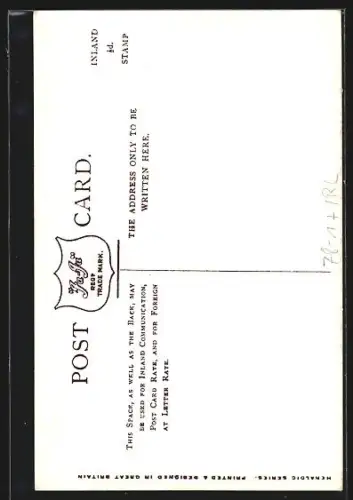 POST CARD.
Ja-Ja
REGD
TRADE MARK.
INLAND
½d.
STAMP
THIS SPACE, AS WELL AS THE BACK, MAY
BE USED FOR INLAND COMMUNICATION,
POST CARD RATE, AND FOR FOREIGN
AT LETTER RATE.
THE ADDRESS ONLY TO BE
WRITTEN HERE.
HERALDIC SERIES. PRINTED & DESIGNED IN GREAT BRITAIN